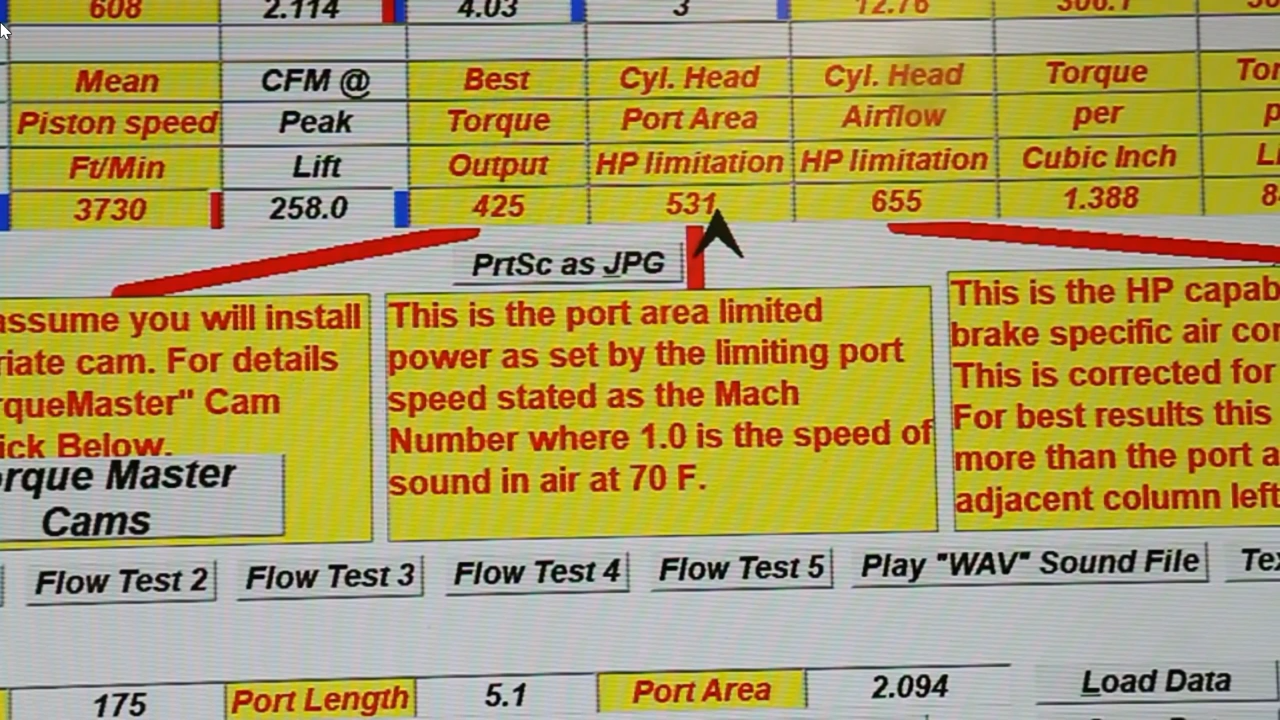 608 2.114 4.03 3 12.76 306.1
Mean CFM @ Best Cyl. Head Cyl. Head Torque
Piston speed Peak Torque Port Area Airflow per
Ft/Min Lift Output HP limitation HP limitation Cubic Inch
3730 258.0 425 531 655 1.388
PrtSc as JPG
assume you will install
cam. For details
Cam
Below.
Master
Cams
This is the port area limited
power as set by the limiting port
speed stated as the Mach
Number where 1.0 is the speed of
sound in air at 70 F.
This is the HP
brake specific air
This is corrected for
For best results this
more than the port
adjacent column left
Flow Test 2 Flow Test 3 Flow Test 4 Flow Test 5 Play "WAV" Sound File
175 Port Length 5.1 Port Area 2.094 Load Data